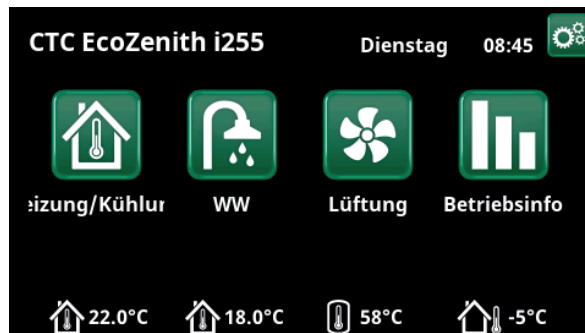 CTC EcoZenith i255 Dienstag 08:45
eizung/Kühlur WW Lüftung Betriebsinfo
22.0°C 18.0°C 58°C -5°C